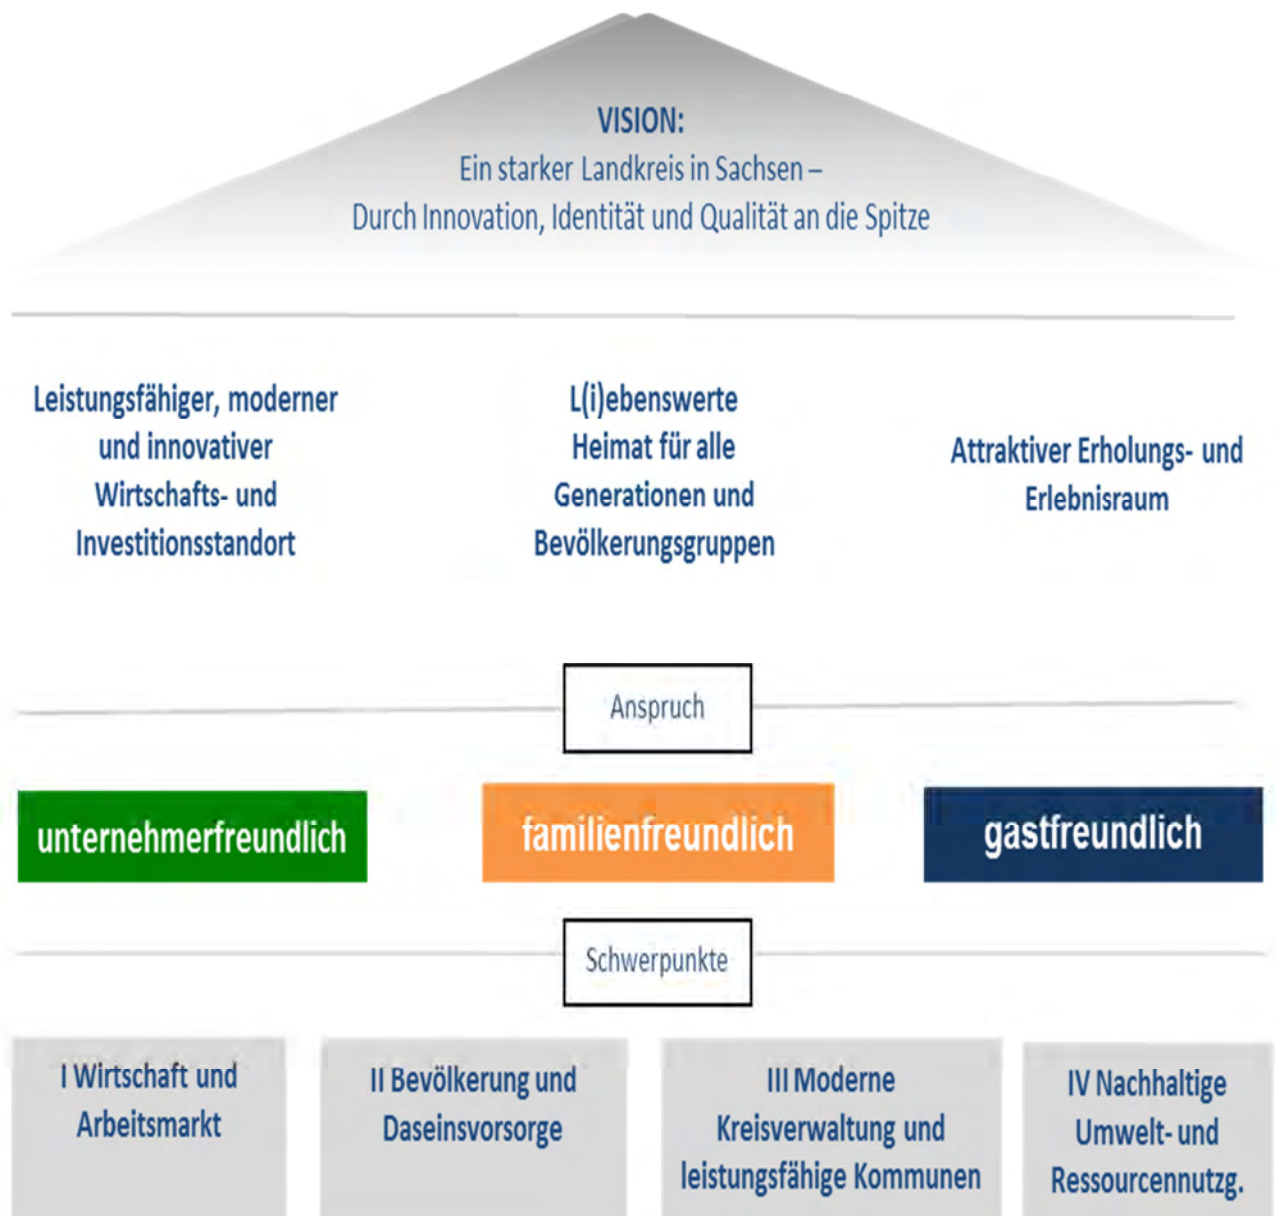 VISION:
Ein starker Landkreis in Sachsen –
Durch Innovation, Identität und Qualität an die Spitze
Leistungsfähiger, moderner
und innovativer
Wirtschafts- und
Investitionsstandort
L(i)ebenswerte
Heimat für alle
Generationen und
Bevölkerungsgruppen
Attraktiver Erholungs- und
Erlebnisraum
Anspruch
unternehmerfreundlich
familienfreundlich
gastfreundlich
Schwerpunkte
I Wirtschaft und
Arbeitsmarkt
II Bevölkerung und
Daseinsvorsorge
III Moderne
Kreisverwaltung und
leistungsfähige Kommunen
IV Nachhaltige
Umwelt- und
Ressourcennutzg.